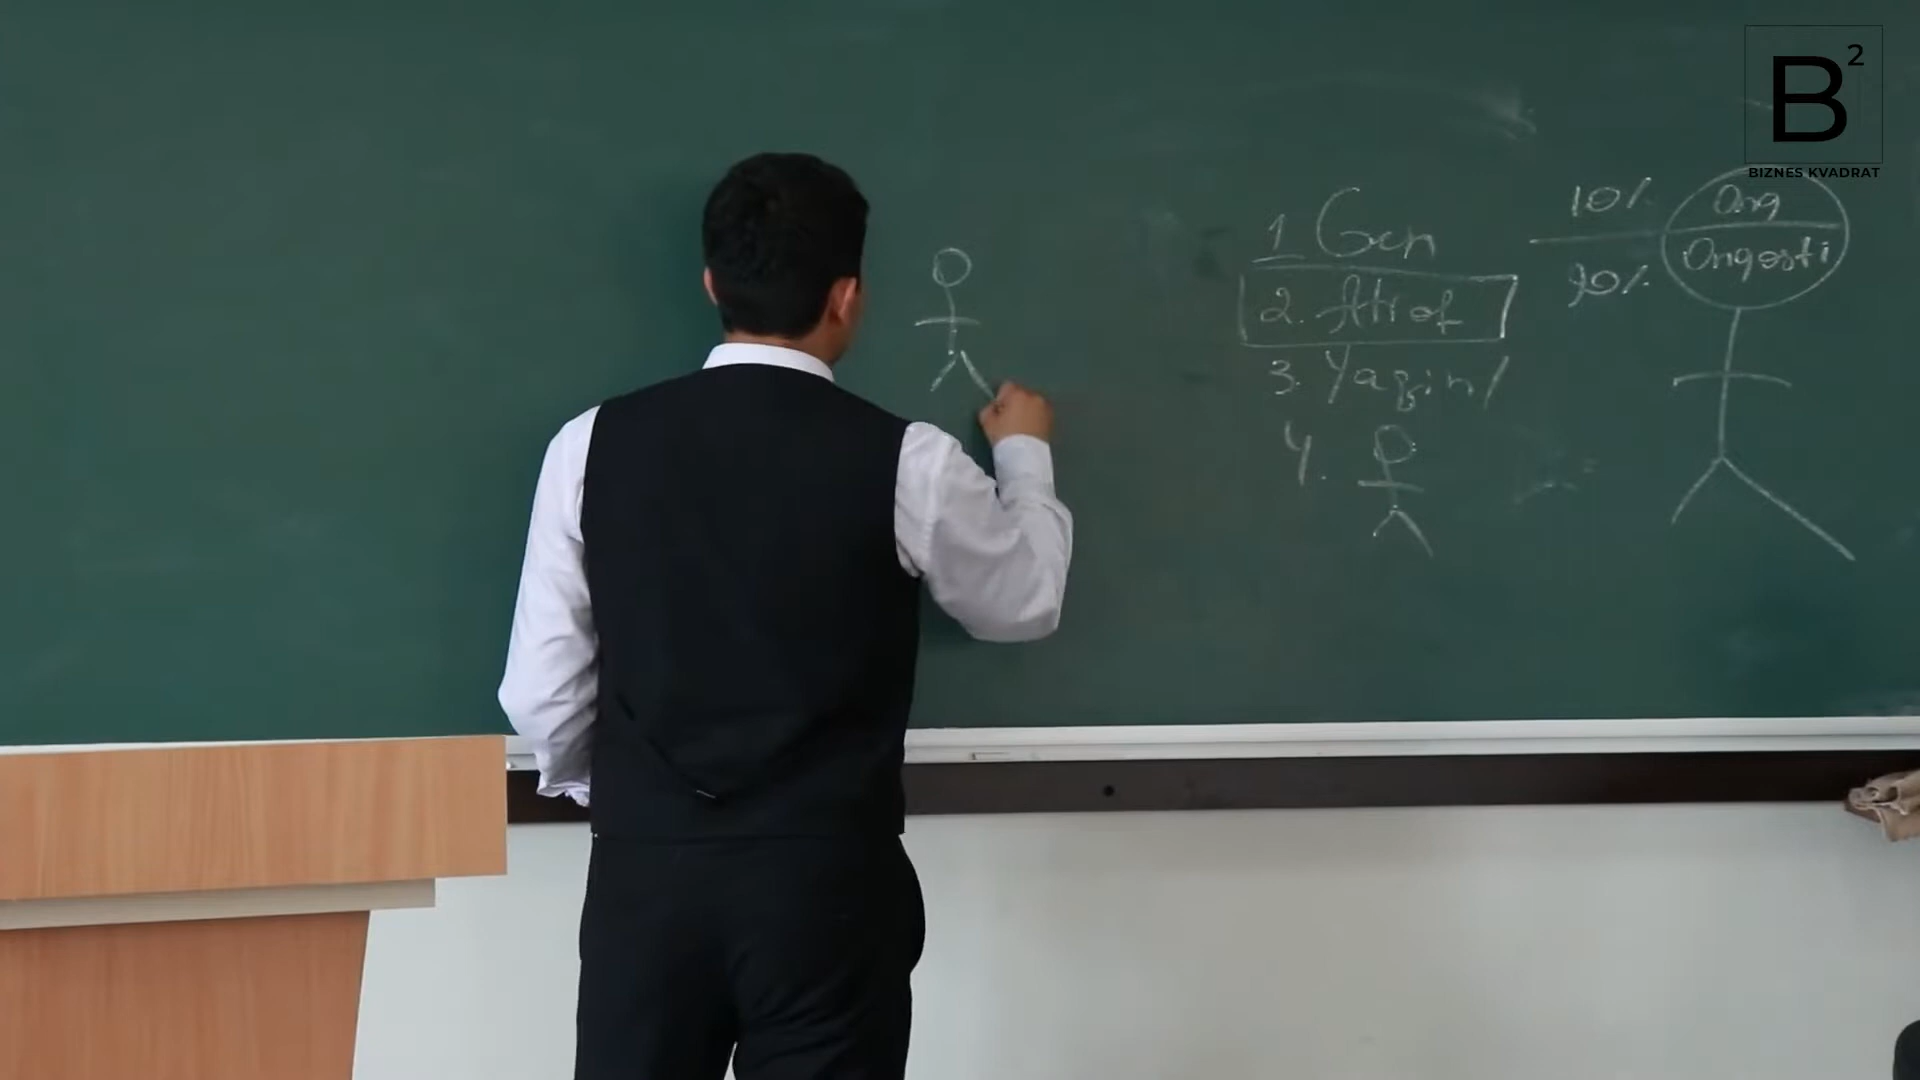 B²
BIZNES KVADRAT
1 Gen
2. Atrof
3. Yaqin/
4.
10%
90%
Ong
Ongosti